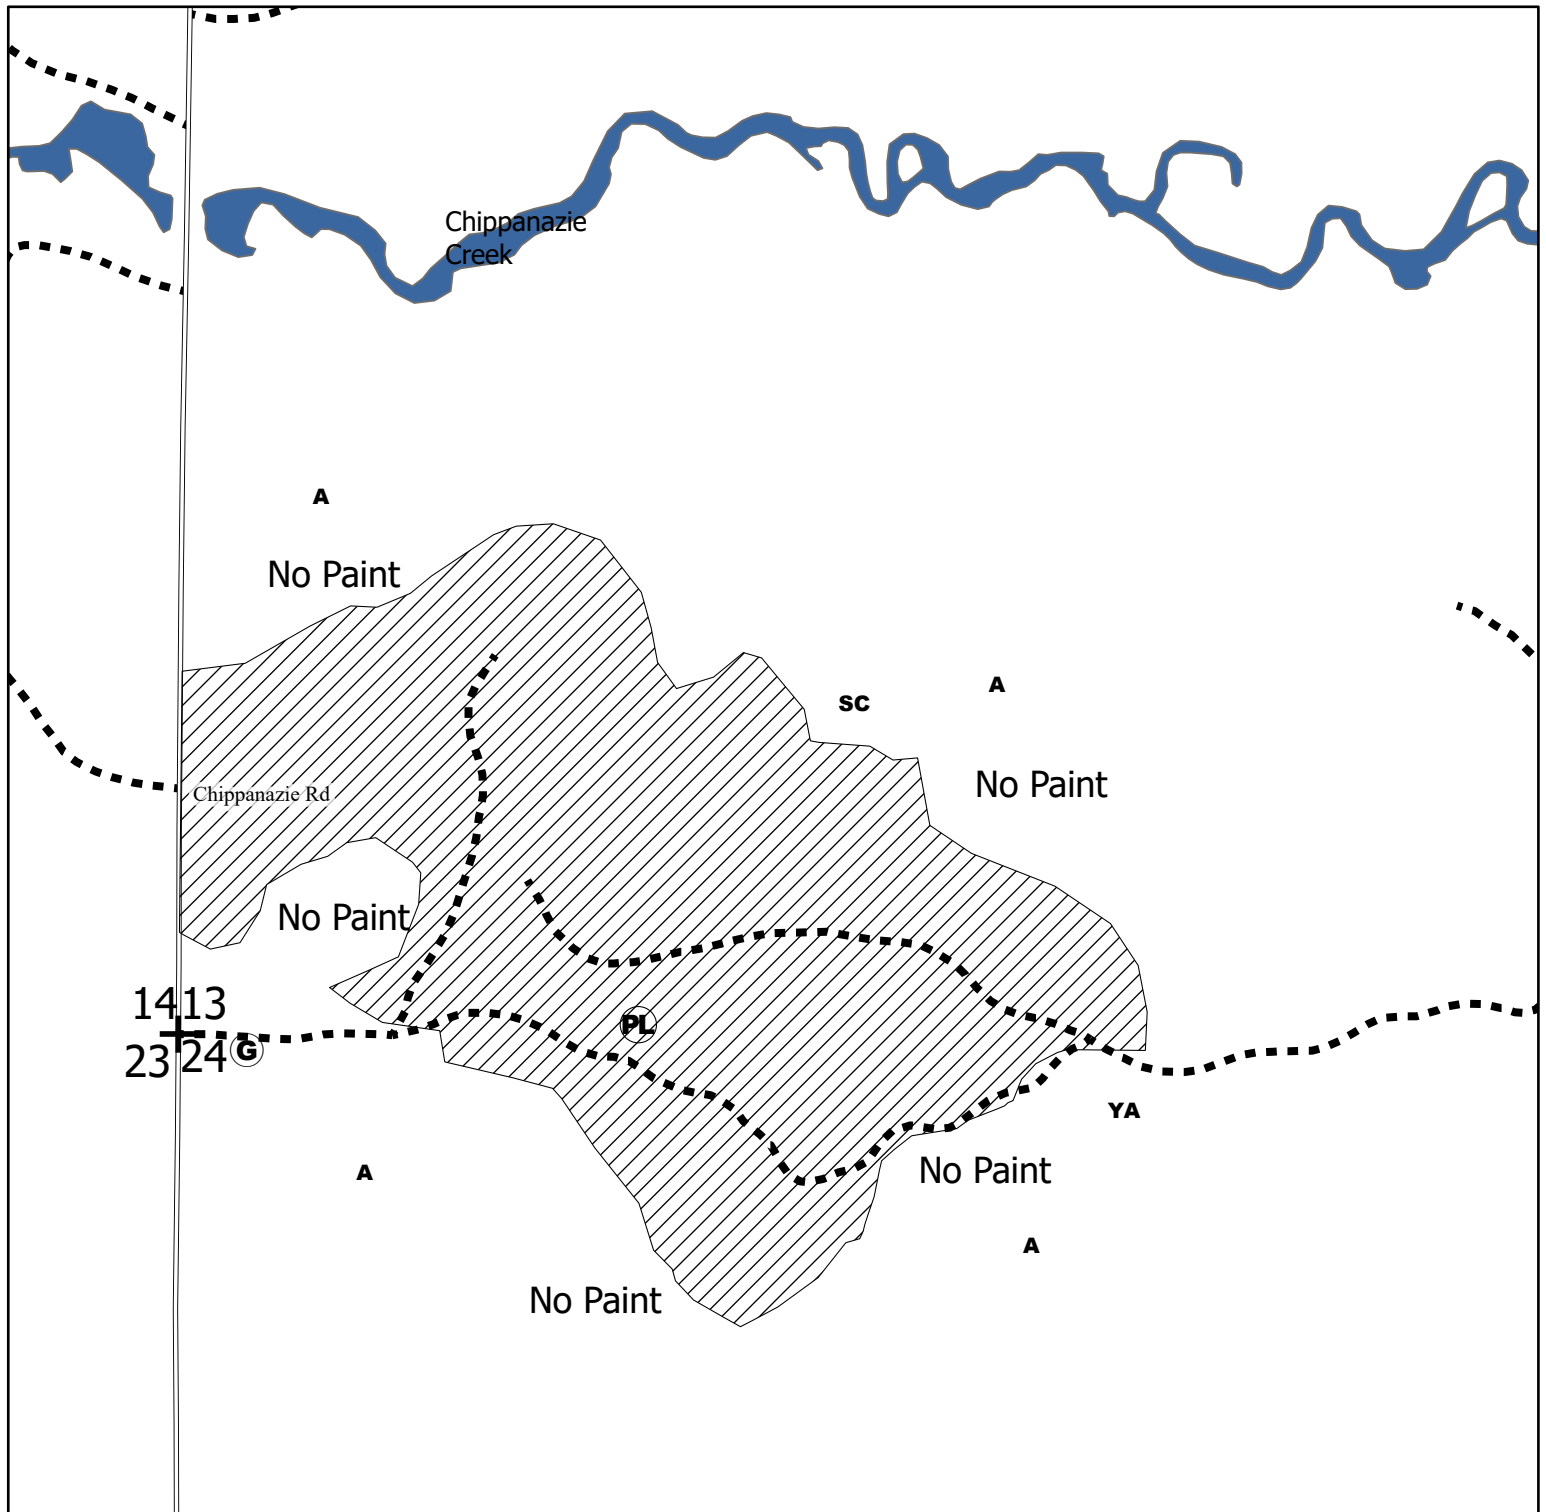 Chippanazie
Creek
A
No Paint
SC
A
No Paint
Chippanazie Rd
No Paint
14 13
23 24
G
PL
YA
No Paint
A
A
No Paint